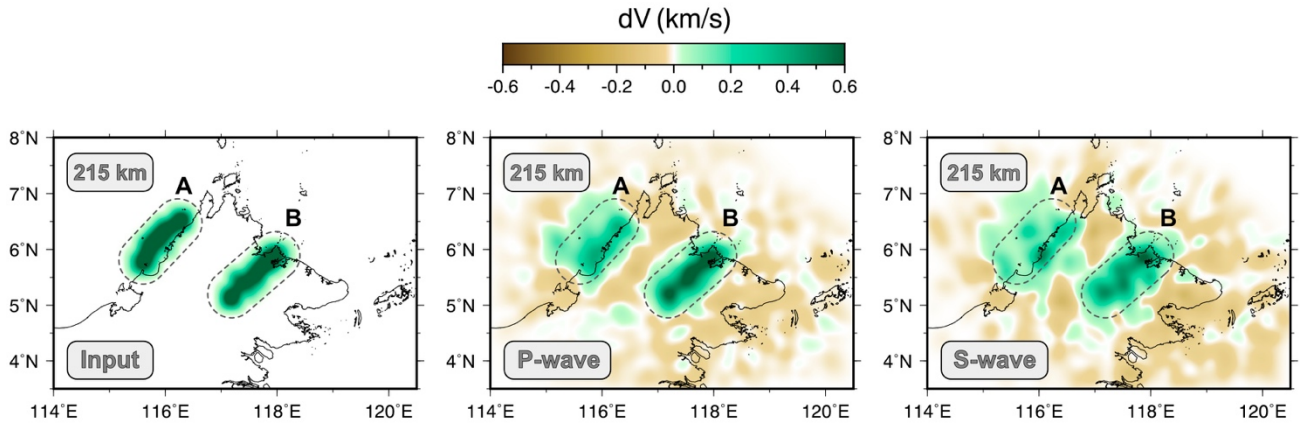 dV (km/s)
-0.6 -0.4 -0.2 0.0 0.2 0.4 0.6
8°N 8°N 8°N
215 km A 215 km A 215 km A
7°N 7°N 7°N
B B B
6°N 6°N 6°N
5°N 5°N 5°N
4°N 4°N 4°N
Input P-wave S-wave
114°E 116°E 118°E 120°E 114°E 116°E 118°E 120°E 114°E 116°E 118°E 120°E